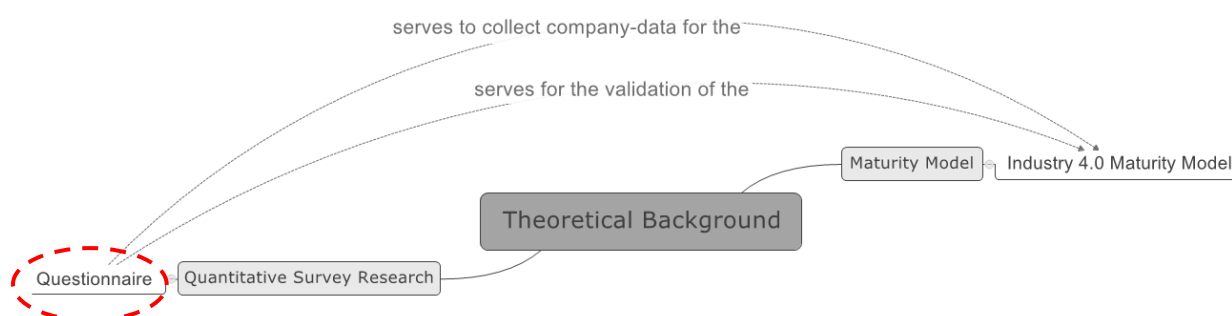 serves to collect company-data for the
serves for the validation of the
Maturity Model
Industry 4.0 Maturity Model
Theoretical Background
Questionnaire
Quantitative Survey Research